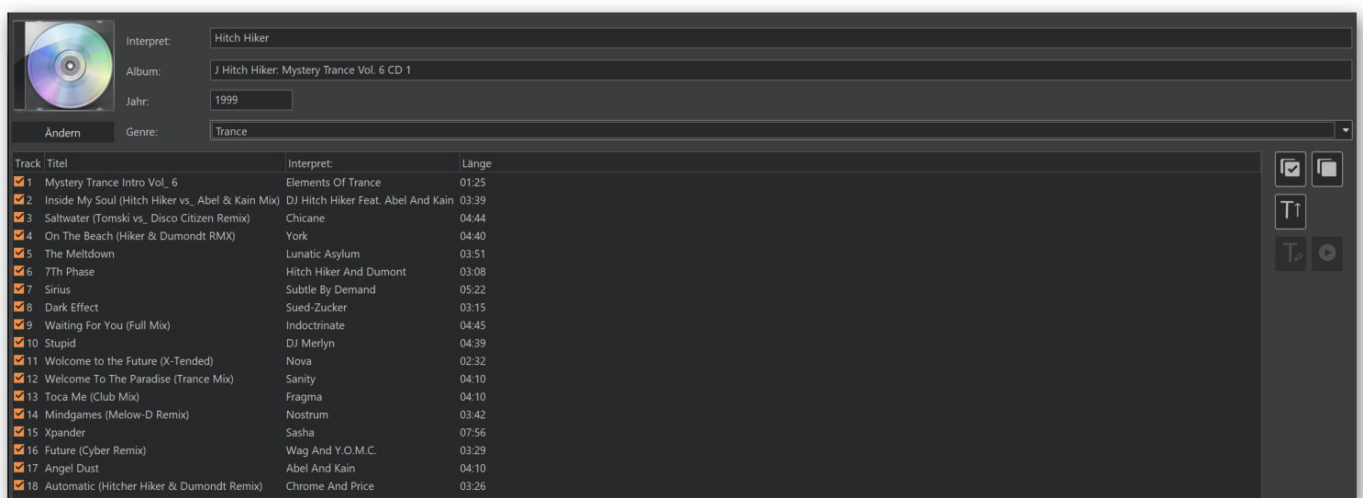 Interpret: Hitch Hiker
Album: J Hitch Hiker: Mystery Trance Vol. 6 CD 1
Jahr: 1999
Ändern Genre: Trance
Track Titel Interpret: Länge
1 Mystery Trance Intro Vol_ 6 Elements Of Trance 01:25
2 Inside My Soul (Hitch Hiker vs_ Abel & Kain Mix) DJ Hitch Hiker Feat. Abel And Kain 03:39
3 Saltwater (Tomski vs_ Disco Citizen Remix) Chicane 04:44
4 On The Beach (Hiker & Dumondt RMX) York 04:40
5 The Meltdown Lunatic Asylum 03:51
6 7Th Phase Hitch Hiker And Dumont 03:08
7 Sirius Subtle By Demand 05:22
8 Dark Effect Sued-Zucker 03:15
9 Waiting For You (Full Mix) Indoctrinate 04:45
10 Stupid DJ Merlyn 04:39
11 Wolcome to the Future (X-Tended) Nova 02:32
12 Welcome To The Paradise (Trance Mix) Sanity 04:10
13 Toca Me (Club Mix) Fragma 04:10
14 Mindgames (Melow-D Remix) Nostrum 03:42
15 Xpander Sasha 07:56
16 Future (Cyber Remix) Wag And Y.O.M.C. 03:29
17 Angel Dust Abel And Kain 04:10
18 Automatic (Hitcher Hiker & Dumondt Remix) Chrome And Price 03:26